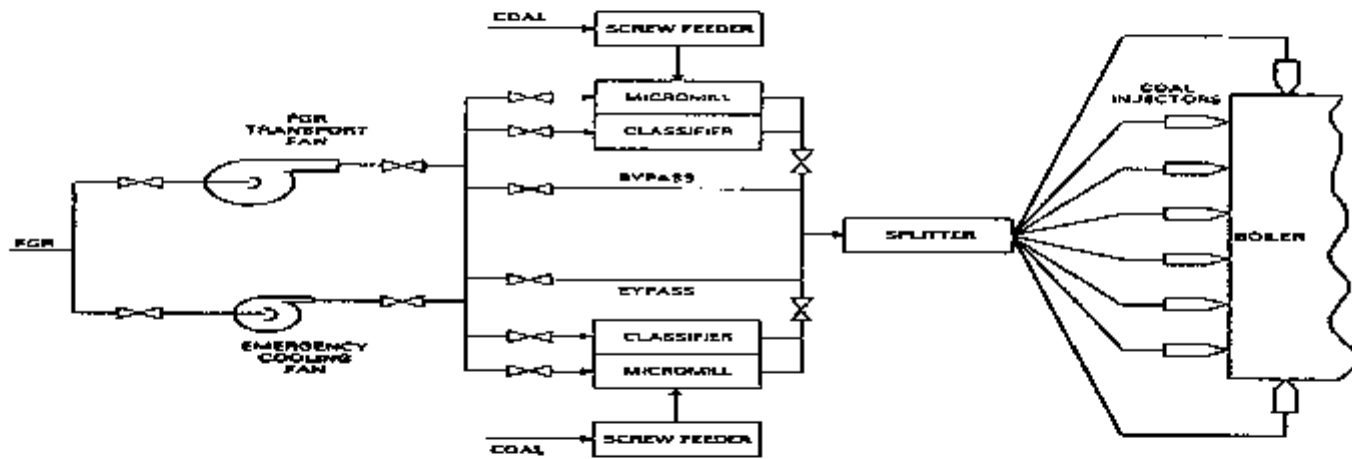 COAL
SCREW FEEDER
MICROMILL
CLASSIFIER
FGR
TRANSPORT
FAN
BYPASS
COAL
INJECTORS
FGR
SPLITTER
BOILER
BYPASS
EMERGENCY
COOLING
FAN
CLASSIFIER
MICROMILL
COAL
SCREW FEEDER